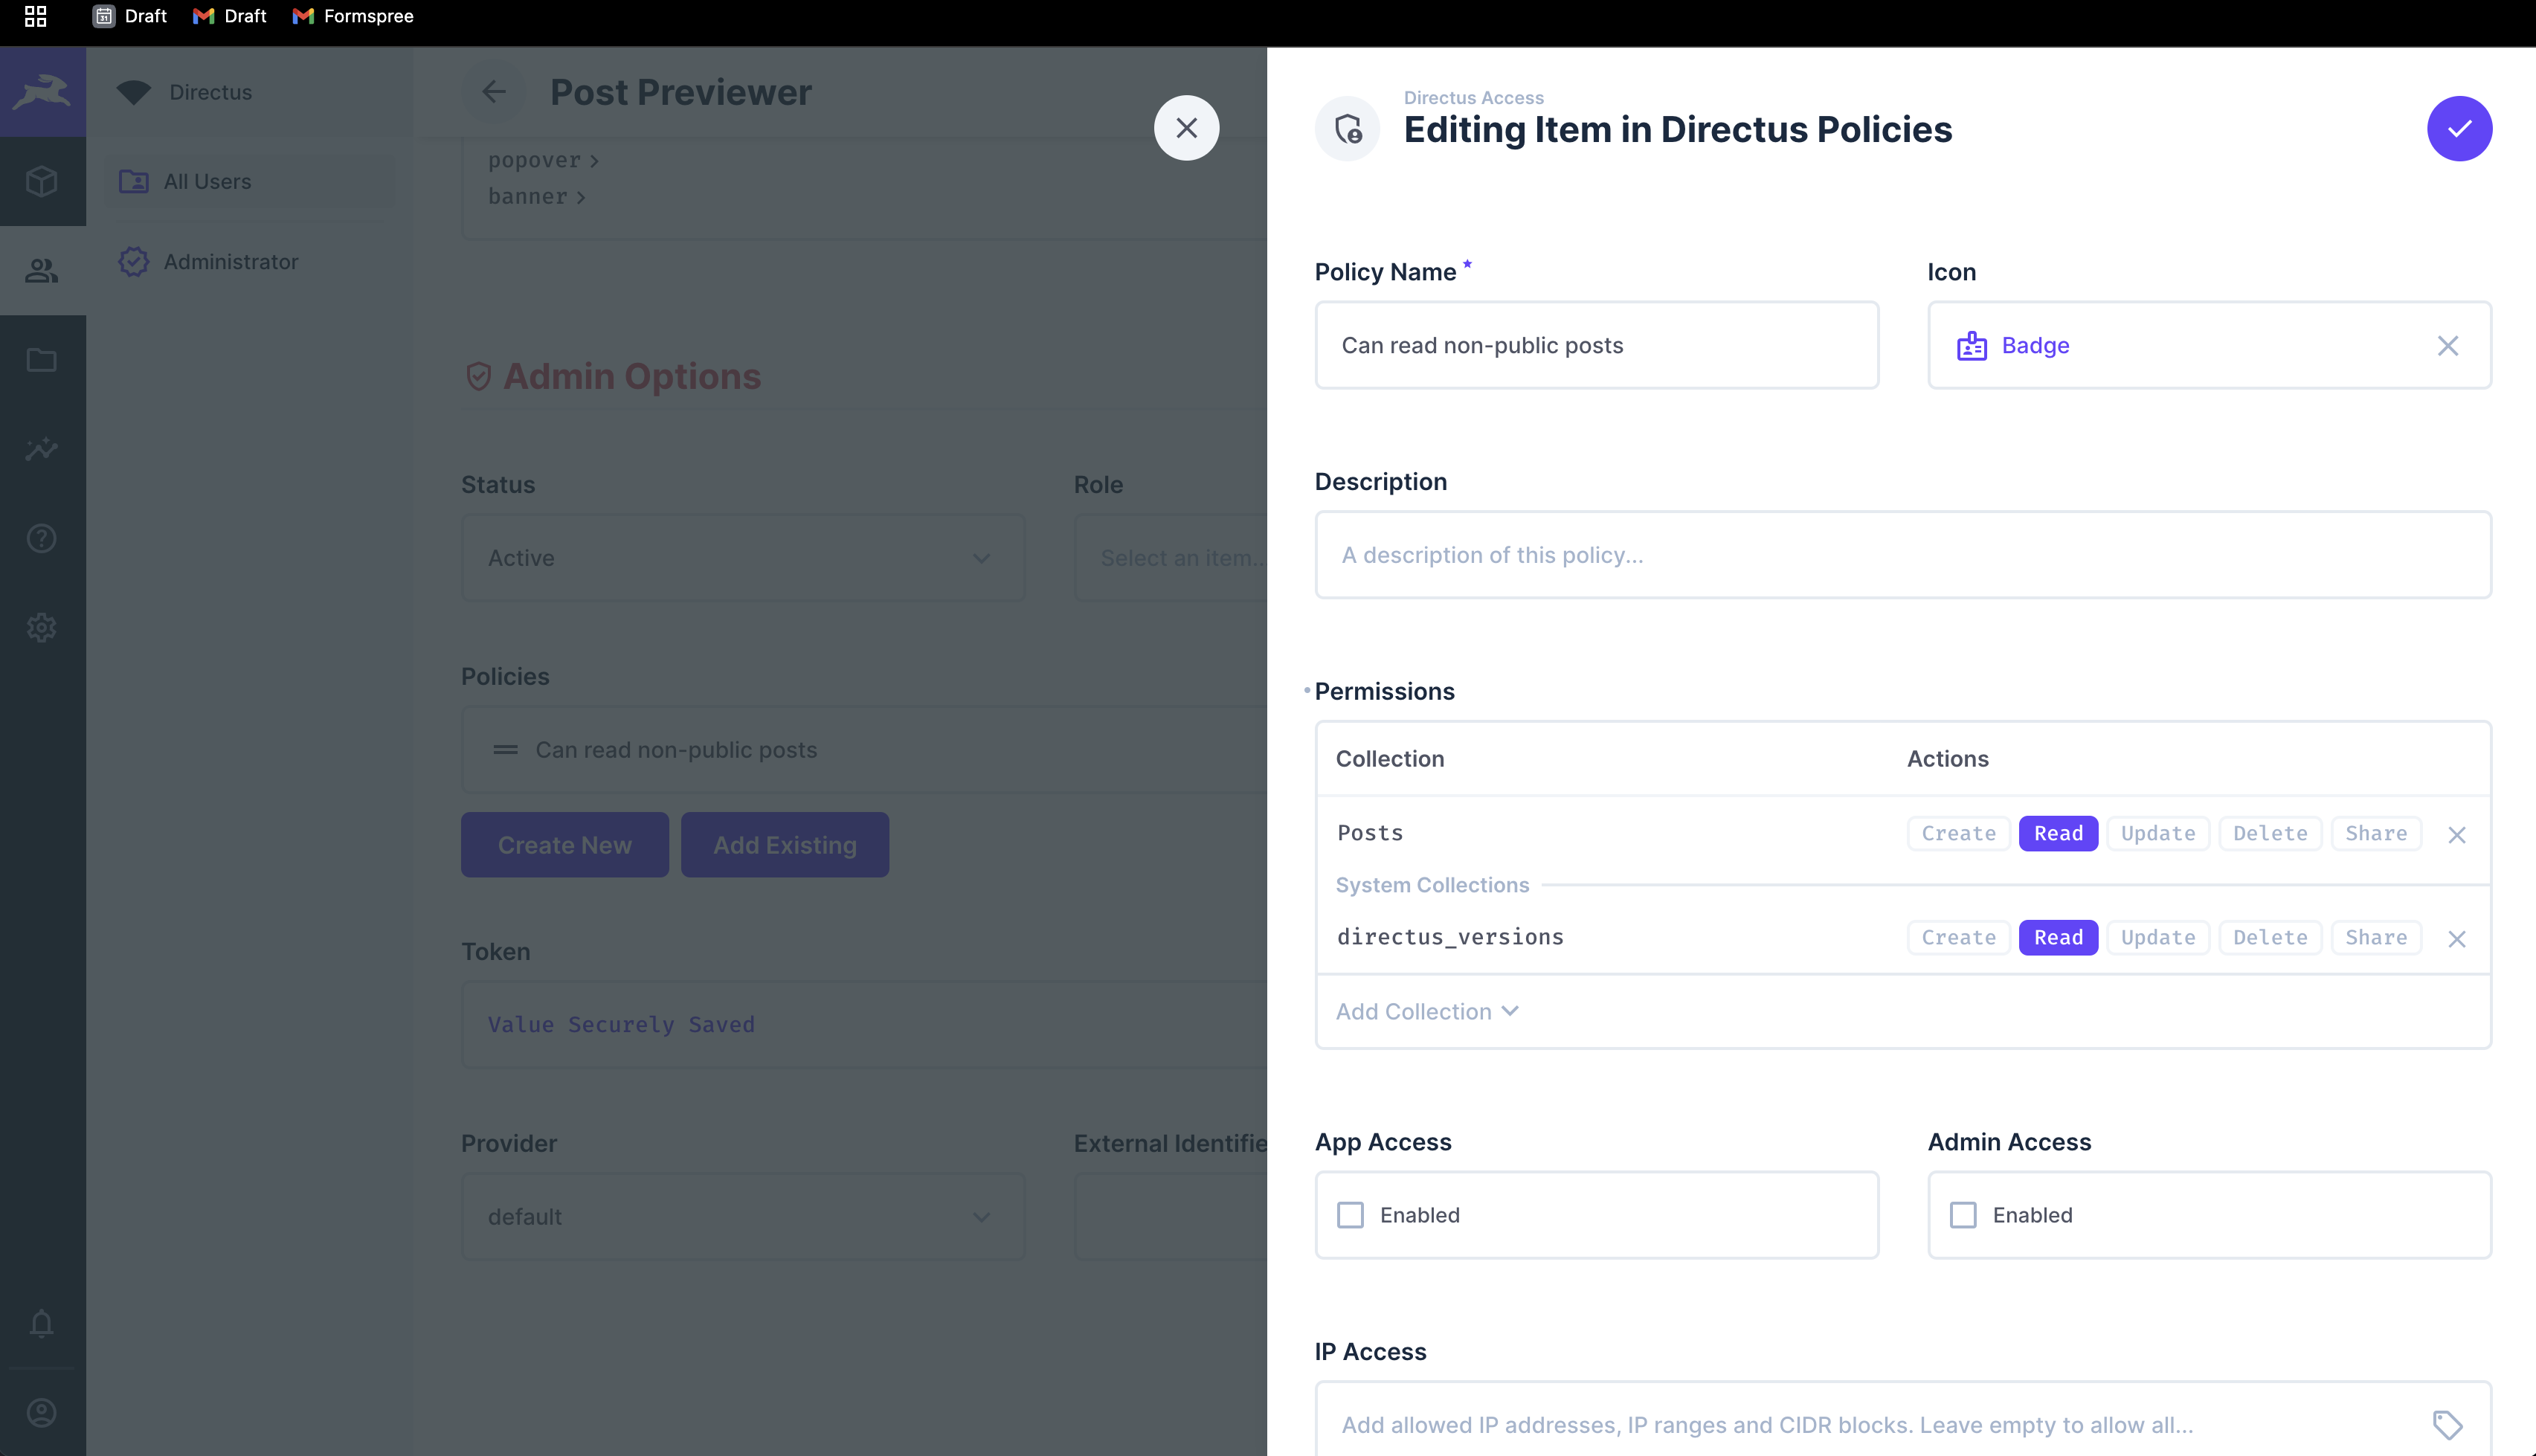 Draft
Draft
Formspree
Directus
All Users
Administrator
Post Previewer
popover
banner
Admin Options
Status
Role
Active
Select an item...
Policies
Can read non-public posts
Create New
Add Existing
Token
Value Securely Saved
Provider
External Identifie
default
Directus Access
Editing Item in Directus Policies
Policy Name *
Icon
Can read non-public posts
Badge
Description
A description of this policy...
Permissions
Collection Actions
Posts Create Read Update Delete Share
System Collections
directus_versions Create Read Update Delete Share
Add Collection
App Access
Admin Access
Enabled
Enabled
IP Access
Add allowed IP addresses, IP ranges and CIDR blocks. Leave empty to allow all...